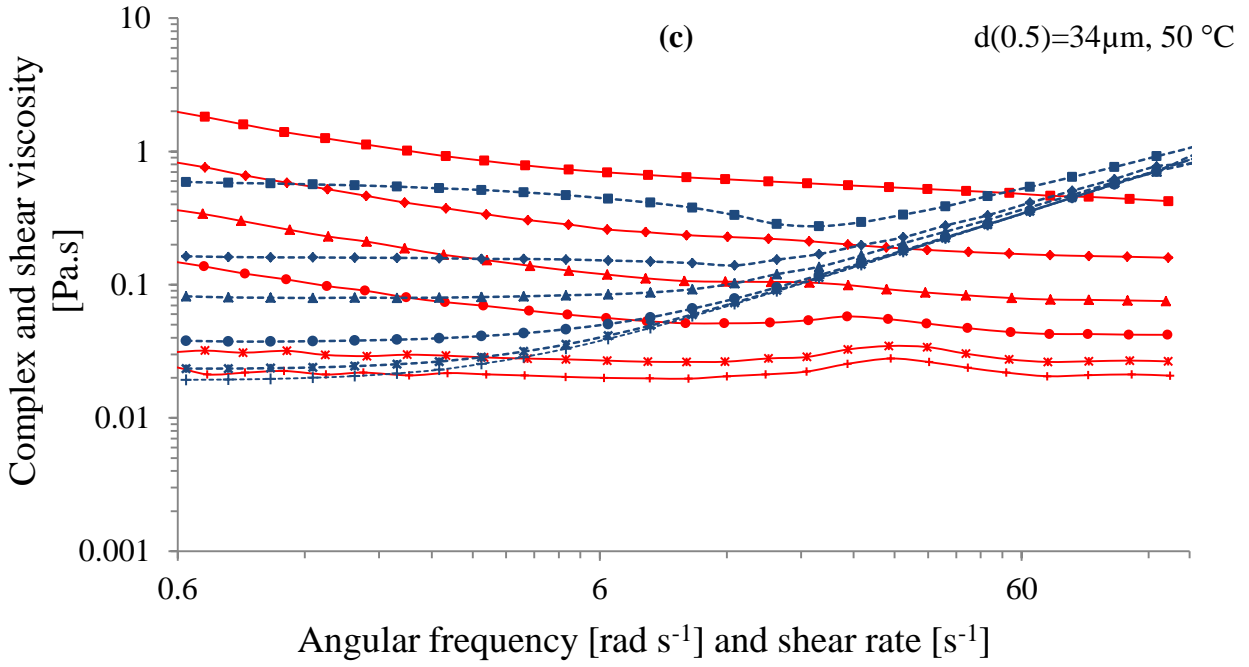 10
(c)
d(0.5)=34µm, 50 °C
1
0.1
0.01
0.001
Complex and shear viscosity
[Pa.s]
0.6
6
60
Angular frequency [rad s⁻¹] and shear rate [s⁻¹]